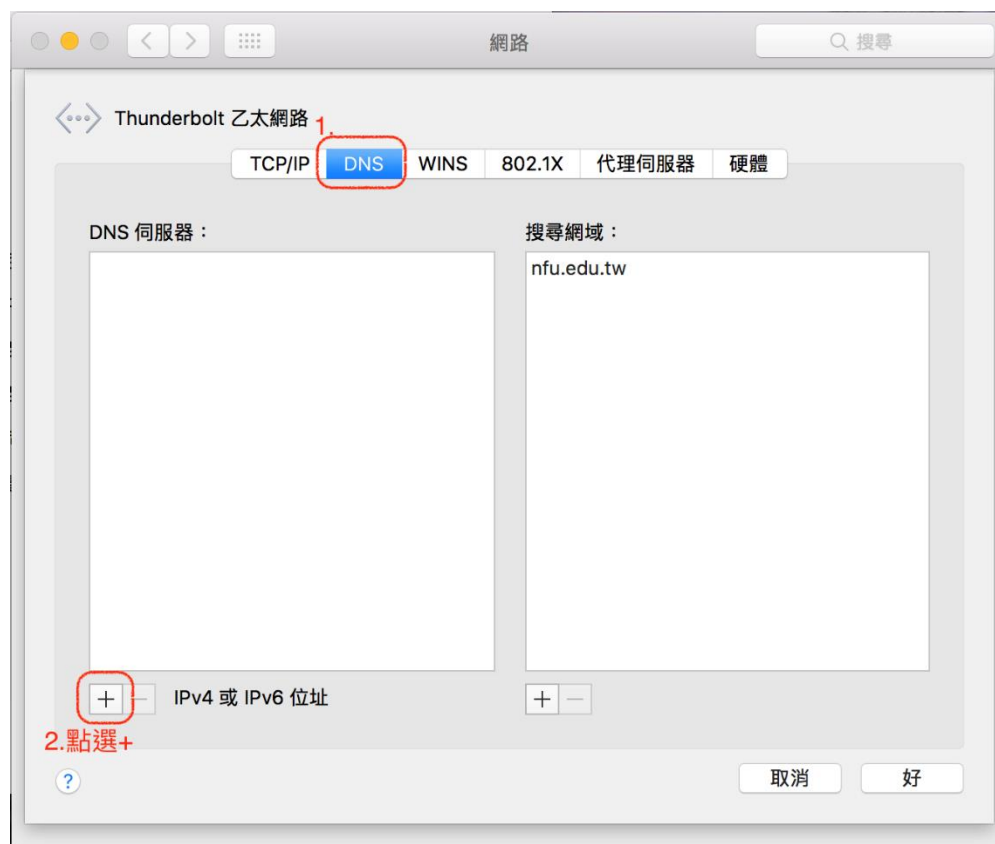 網路
搜尋
Thunderbolt 乙太網路
1.
TCP/IP DNS WINS 802.1X 代理伺服器 硬體
DNS 伺服器：
搜尋網域：
nfu.edu.tw
+ − IPv4 或 IPv6 位址
+ −
2.點選+
?
取消
好